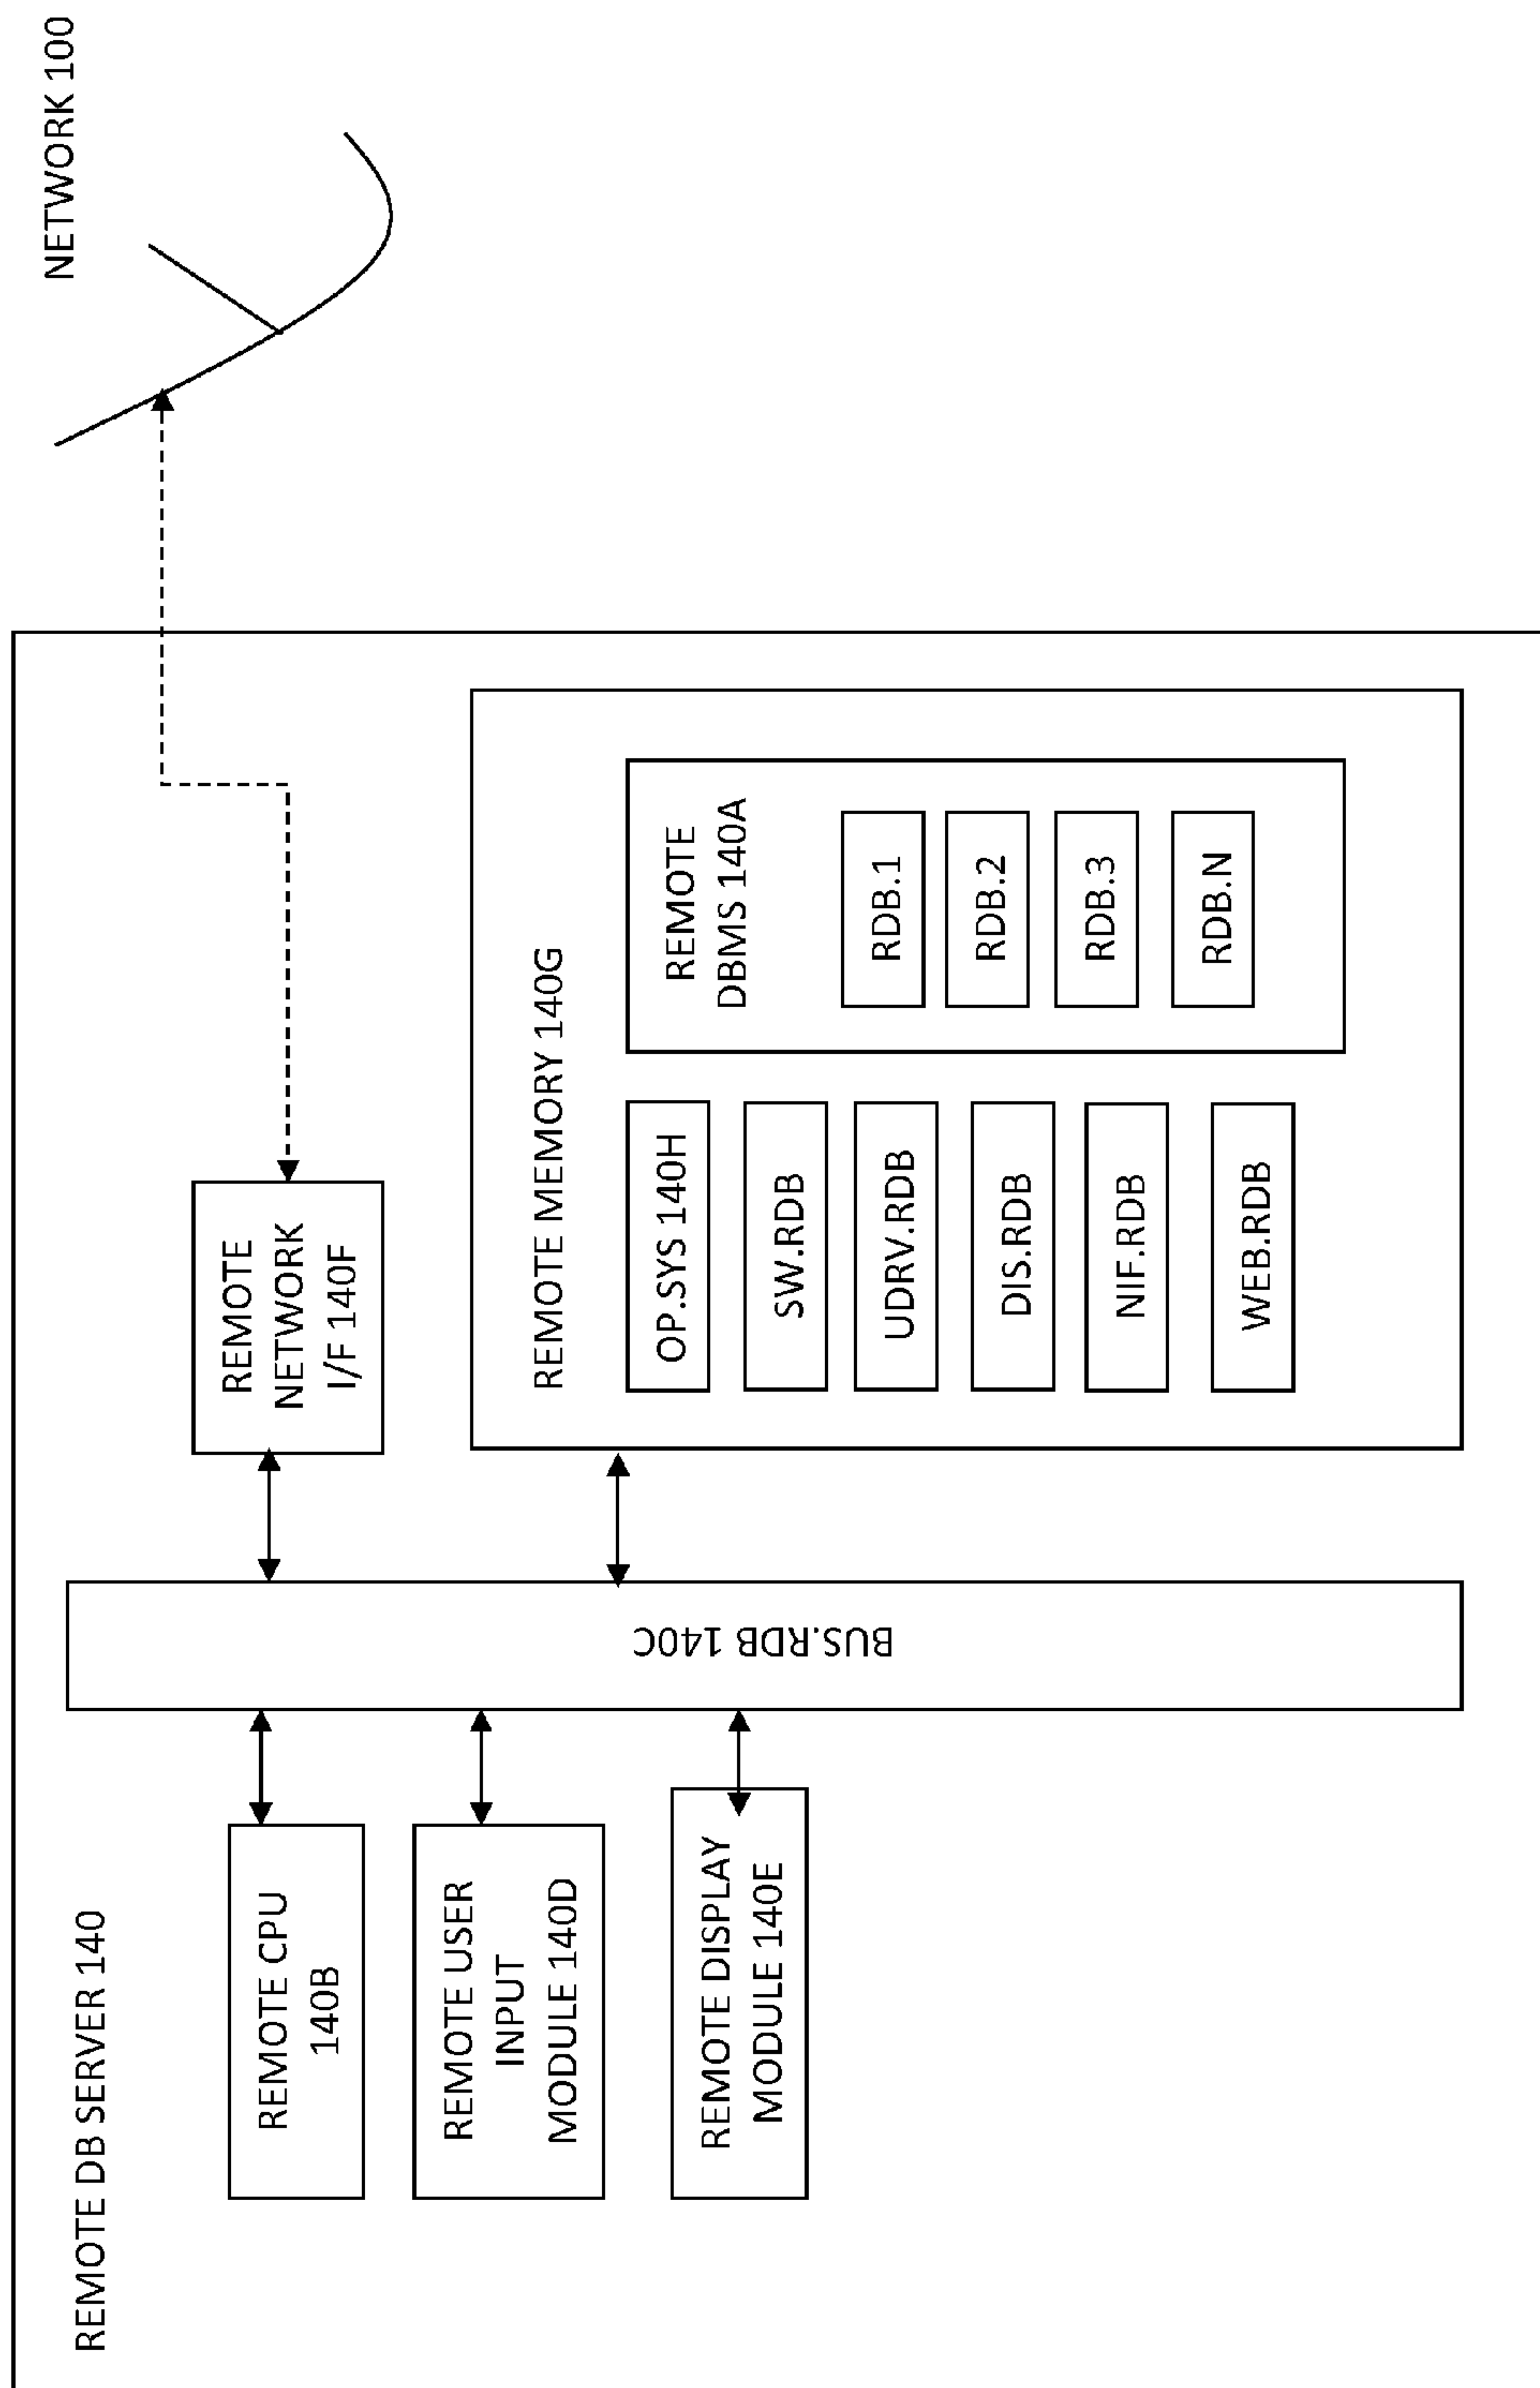 NETWORK 100
REMOTE DB SERVER 140
REMOTE CPU
140B
REMOTE USER
INPUT
MODULE 140D
REMOTE DISPLAY
MODULE 140E
BUS.RDB 140C
REMOTE
NETWORK
I/F 140F
REMOTE MEMORY 140G
OP.SYS 140H
SW.RDB
UDRV.RDB
DIS.RDB
NIF.RDB
WEB.RDB
REMOTE
DBMS 140A
RDB.1
RDB.2
RDB.3
RDB.N